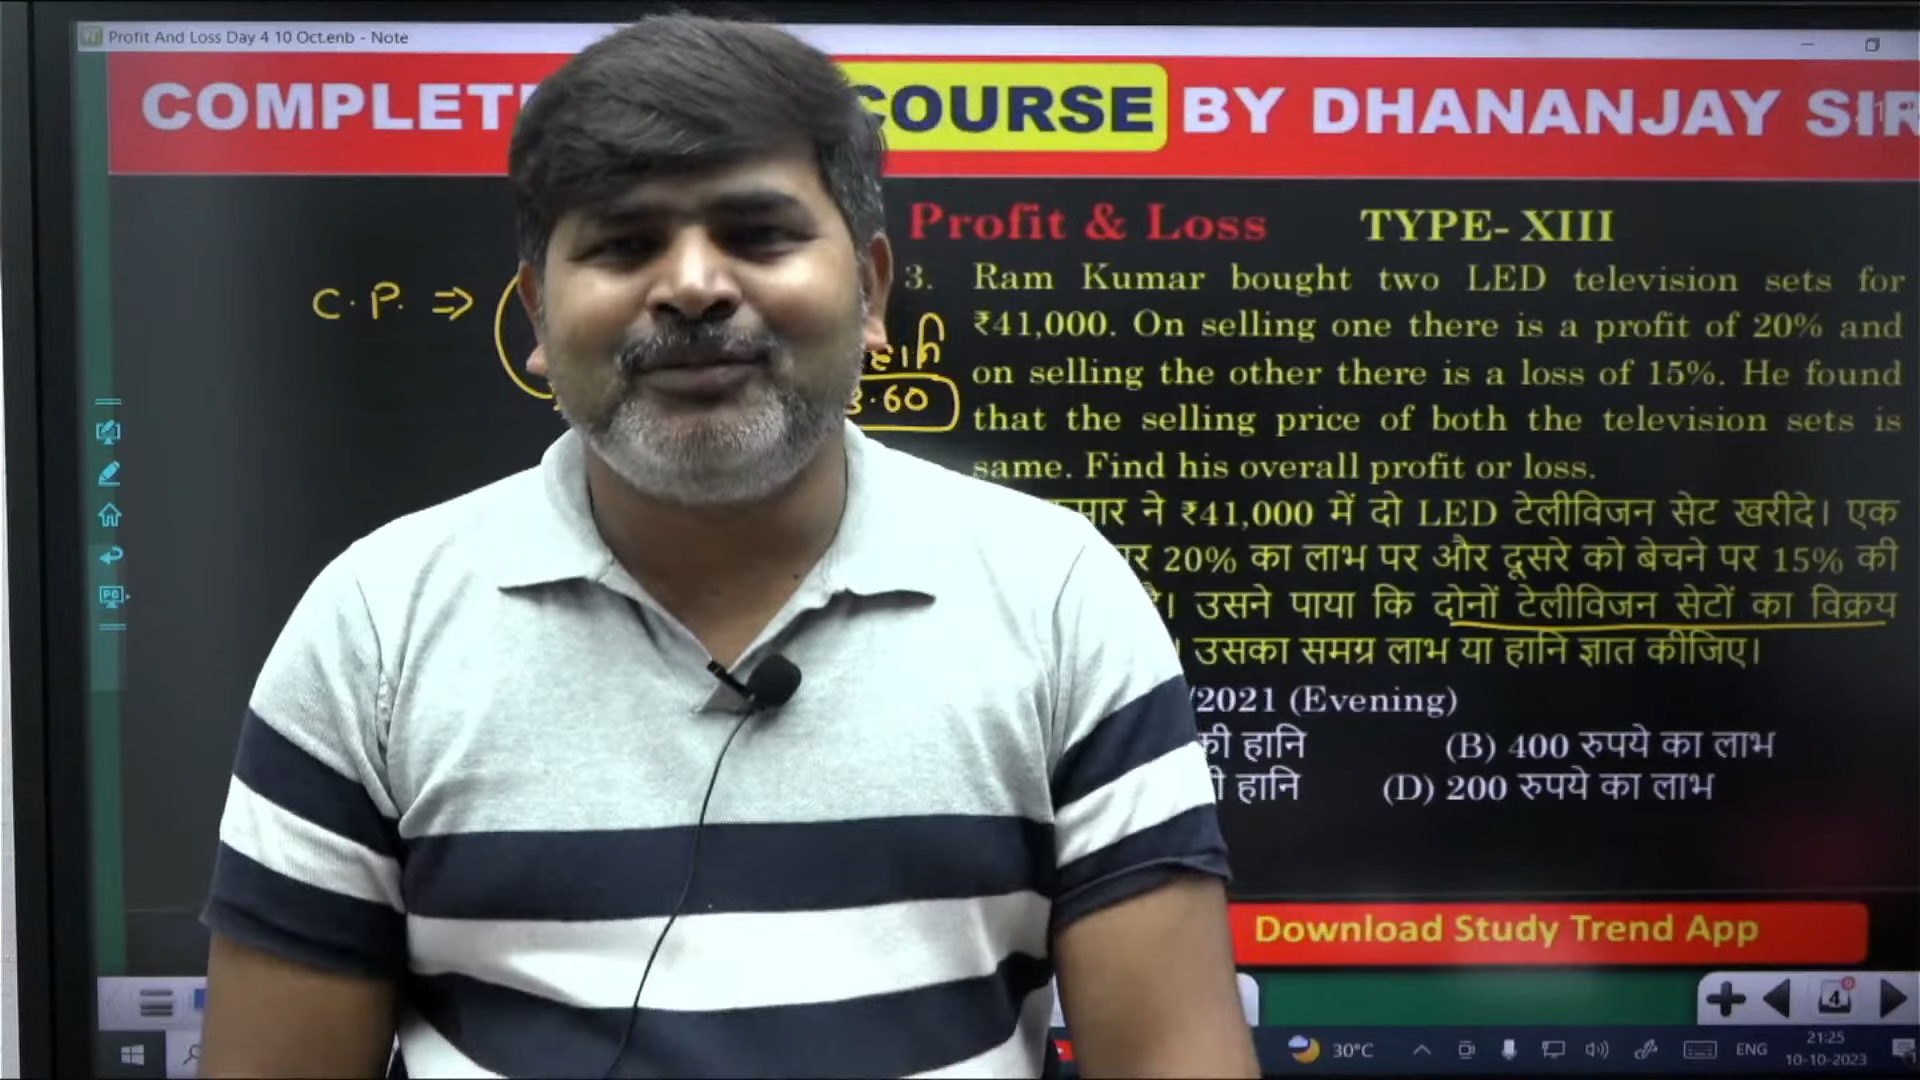 Profit And Loss Day 4 10 Oct.enb - Note
COURSE BY DHANANJAY SIR
Profit & Loss TYPE- XIII
C.P. ⇒
3. Ram Kumar bought two LED television sets for
₹41,000. On selling one there is a profit of 20% and
on selling the other there is a loss of 15%. He found
that the selling price of both the television sets is
same. Find his overall profit or loss.
ने ₹41,000 में दो LED टेलीविजन सेट खरीदे। एक
20% का लाभ पर और दूसरे को बेचने पर 15% की
उसने पाया कि दोनों टेलीविजन सेटों का विक्रय
उसका समग्र लाभ या हानि ज्ञात कीजिए।
/2021 (Evening)
की हानि (B) 400 रुपये का लाभ
हानि (D) 200 रुपये का लाभ
Download Study Trend App
4
30°C
ENG
21:25
10-10-2023